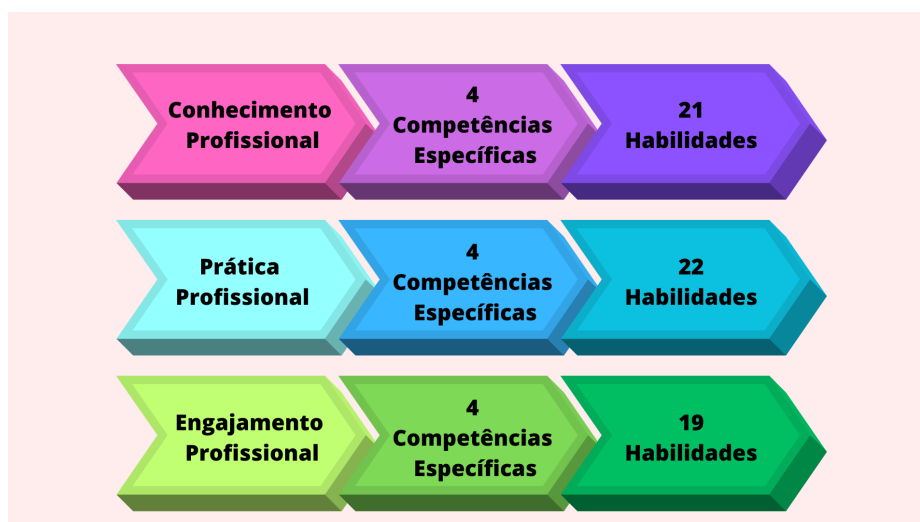 Conhecimento
Profissional
4
Competências
Específicas
21
Habilidades
Prática
Profissional
4
Competências
Específicas
22
Habilidades
Engajamento
Profissional
4
Competências
Específicas
19
Habilidades